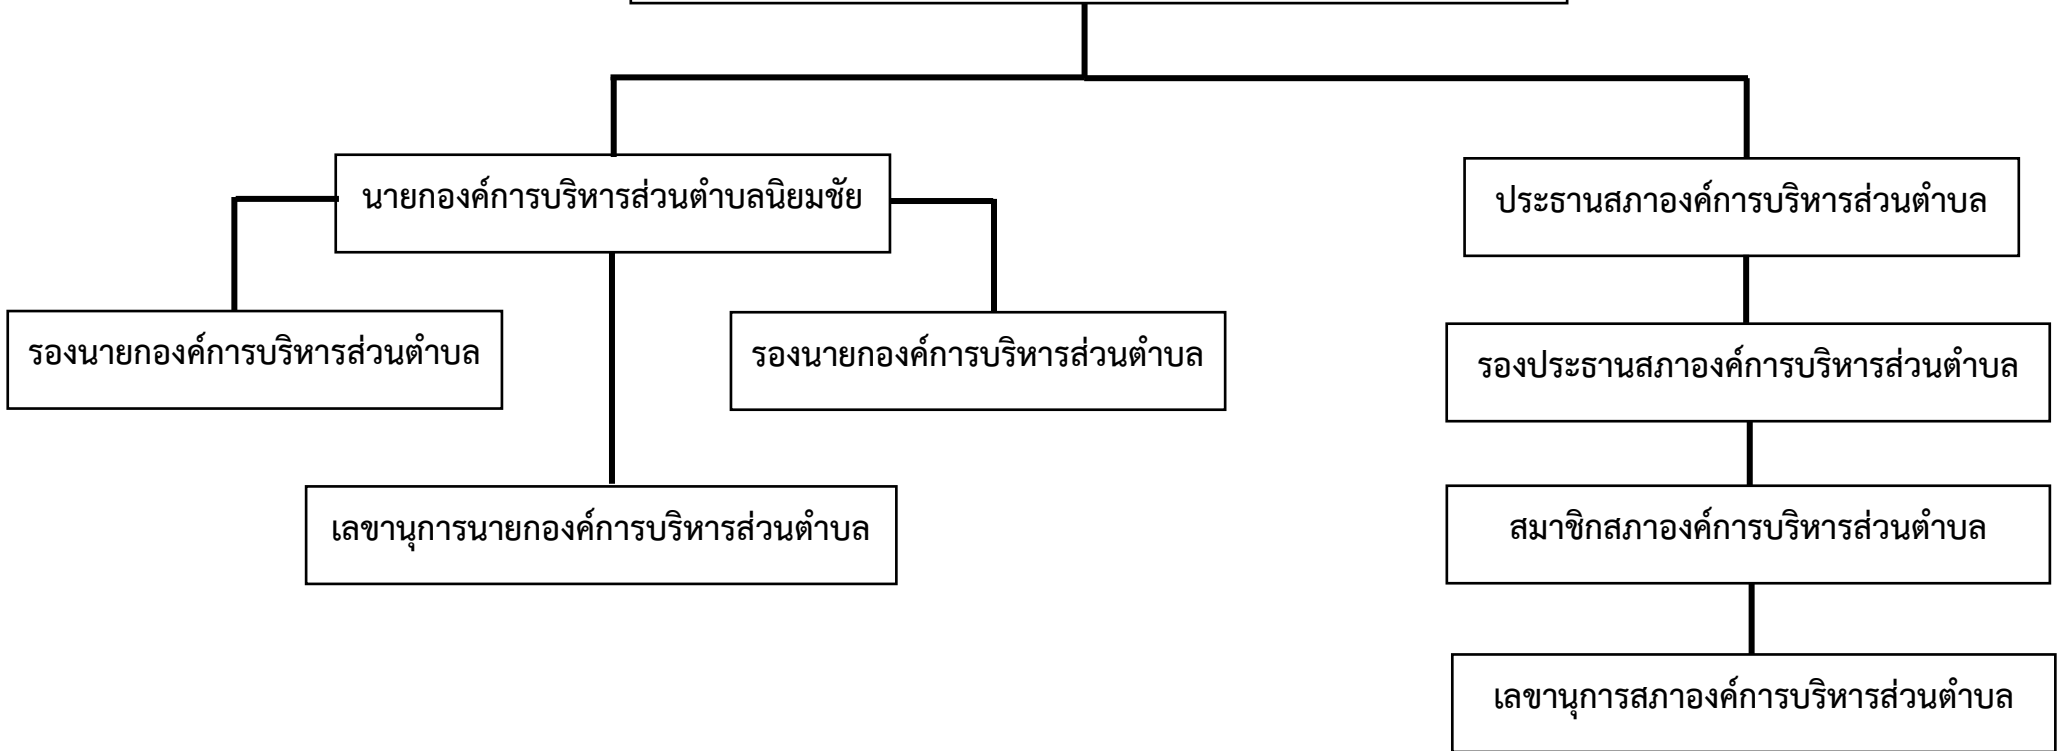 นายกองค์การบริหารส่วนตำบลนิยมชัย
ประธานสภาองค์การบริหารส่วนตำบล
รองนายกองค์การบริหารส่วนตำบล
รองนายกองค์การบริหารส่วนตำบล
รองประธานสภาองค์การบริหารส่วนตำบล
เลขานุการนายกองค์การบริหารส่วนตำบล
สมาชิกสภาองค์การบริหารส่วนตำบล
เลขานุการสภาองค์การบริหารส่วนตำบล